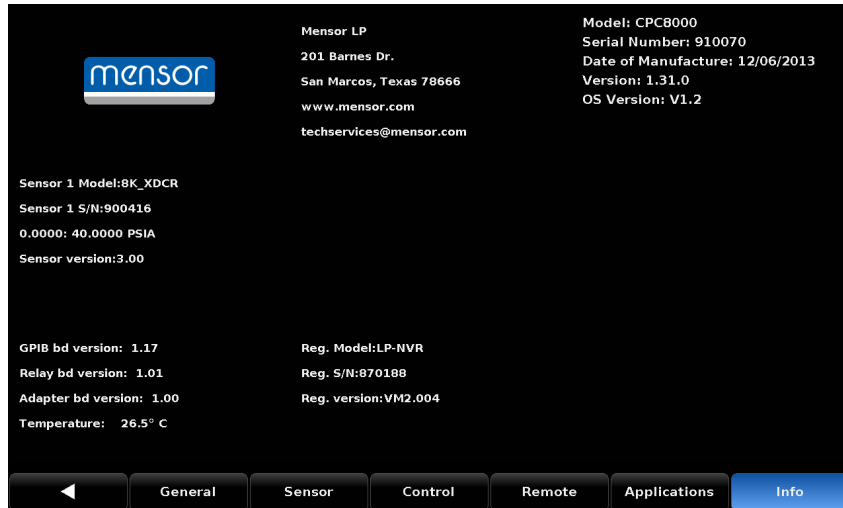 mensor
Mensor LP
201 Barnes Dr.
San Marcos, Texas 78666
www.mensor.com
techservices@mensor.com
Model: CPC8000
Serial Number: 910070
Date of Manufacture: 12/06/2013
Version: 1.31.0
OS Version: V1.2
Sensor 1 Model:8K_XDCR
Sensor 1 S/N:900416
0.0000: 40.0000 PSIA
Sensor version:3.00
GPIB bd version: 1.17
Relay bd version: 1.01
Adapter bd version: 1.00
Temperature: 26.5° C
Reg. Model:LP-NVR
Reg. S/N:870188
Reg. version:VM2.004
General
Sensor
Control
Remote
Applications
Info